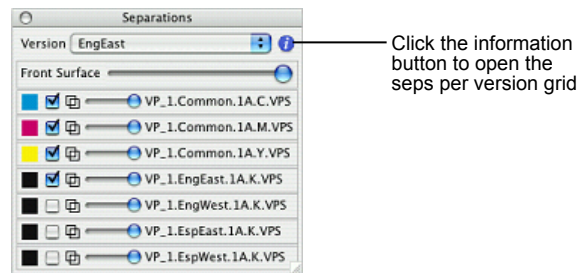 Separations
Version EngEast
Click the information
button to open the
seps per version grid
Front Surface
VP_1.Common.1A.C.VPS
VP_1.Common.1A.M.VPS
VP_1.Common.1A.Y.VPS
VP_1.EngEast.1A.K.VPS
VP_1.EngWest.1A.K.VPS
VP_1.EspEast.1A.K.VPS
VP_1.EspWest.1A.K.VPS